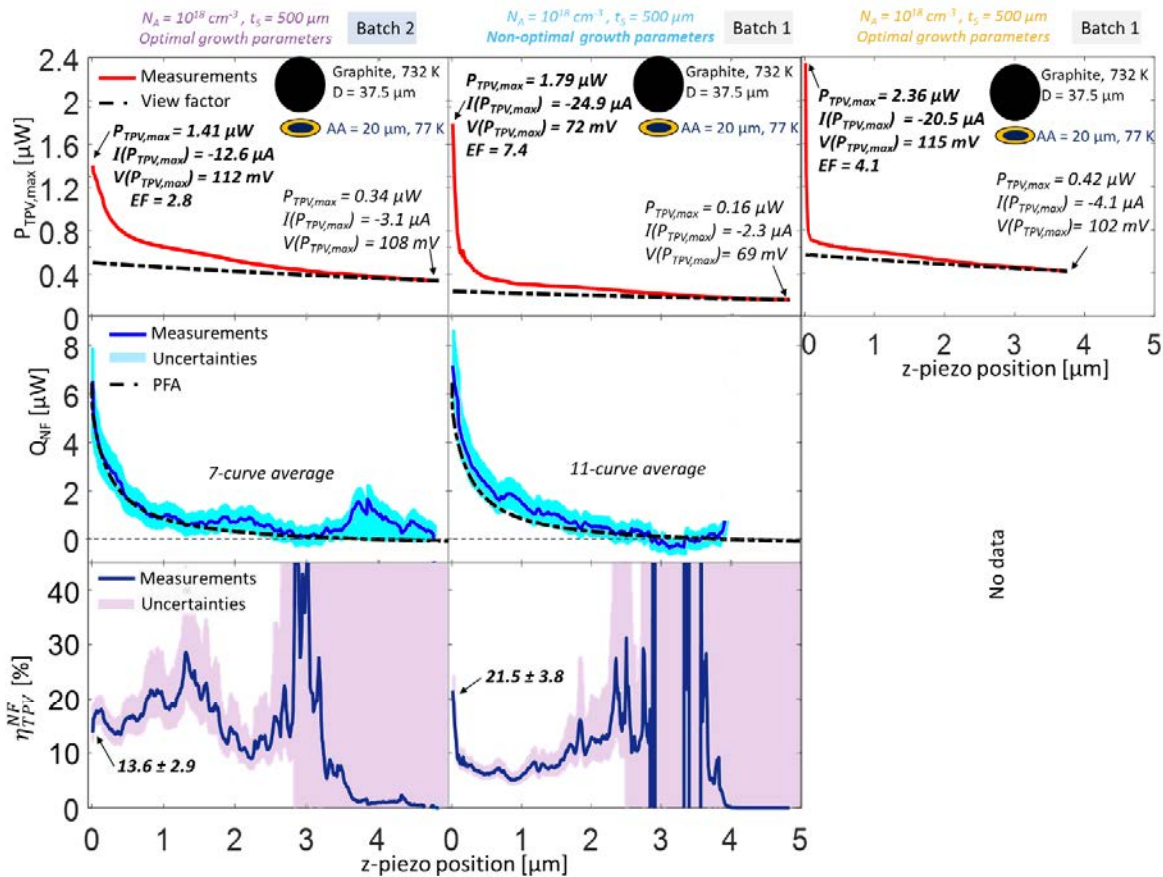 N_A = 10^18 cm^-3, t_S = 500 μm
Optimal growth parameters
Batch 2
N_A = 10^18 cm^-3, t_S = 500 μm
Non-optimal growth parameters
Batch 1
N_A = 10^18 cm^-3, t_S = 500 μm
Optimal growth parameters
Batch 1
P_TPV,max [μW]
2.4
2
1.6
1.2
0.8
0.4
0
Measurements
View factor
Graphite, 732 K
D = 37.5 μm
AA = 20 μm, 77 K
P_TPV,max = 1.41 μW
I(P_TPV,max) = -12.6 μA
V(P_TPV,max) = 112 mV
EF = 2.8
P_TPV,max = 0.34 μW
I(P_TPV,max) = -3.1 μA
V(P_TPV,max) = 108 mV
P_TPV,max = 1.79 μW
I(P_TPV,max) = -24.9 μA
V(P_TPV,max) = 72 mV
EF = 7.4
Graphite, 732 K
D = 37.5 μm
AA = 20 μm, 77 K
P_TPV,max = 0.16 μW
I(P_TPV,max) = -2.3 μA
V(P_TPV,max) = 69 mV
P_TPV,max = 2.36 μW
I(P_TPV,max) = -20.5 μA
V(P_TPV,max) = 115 mV
EF = 4.1
Graphite, 732 K
D = 37.5 μm
AA = 20 μm, 77 K
P_TPV,max = 0.42 μW
I(P_TPV,max) = -4.1 μA
V(P_TPV,max) = 102 mV
0 1 2 3 4 5
z-piezo position [μm]
Q_NF [μW]
8
6
4
2
0
Measurements
Uncertainties
PFA
7-curve average
11-curve average
η_TPV^NF [%]
40
30
20
10
0
Measurements
Uncertainties
13.6 ± 2.9
21.5 ± 3.8
No data
0 1 2 3 4
0 1 2 3 4 5
z-piezo position [μm]